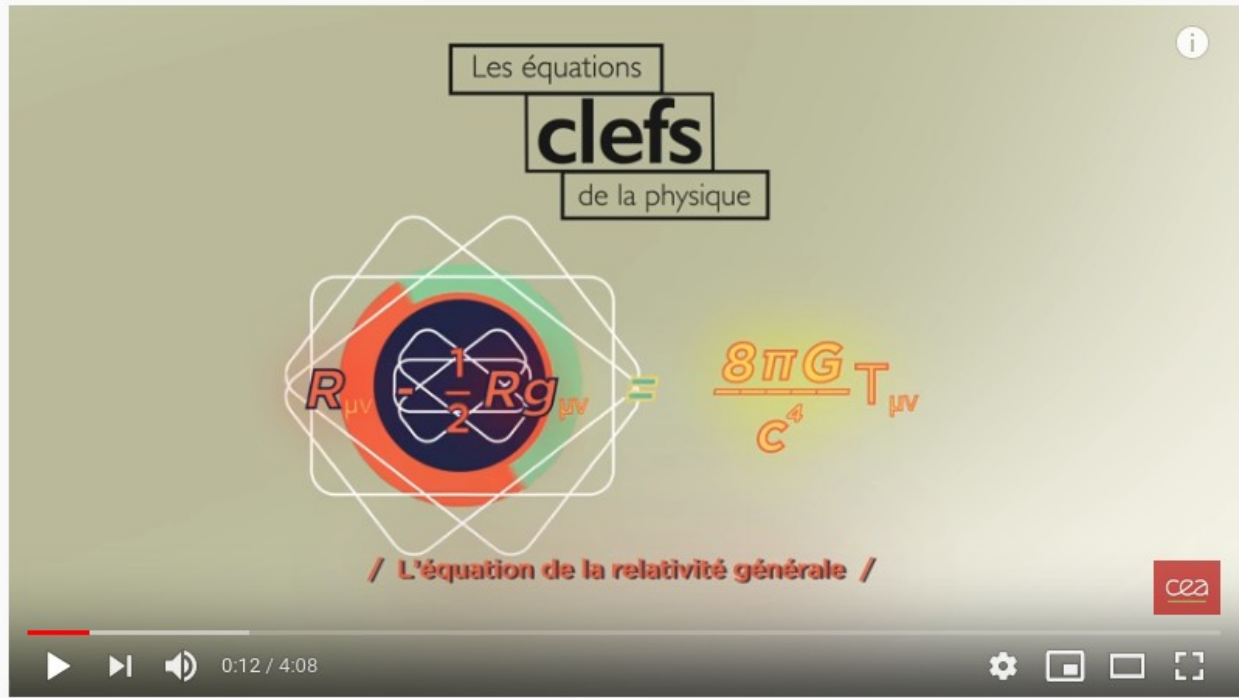 Les équations
clefs
de la physique
Rμν - 1/2 Rgμν = 8πG/c⁴ Tμν
/ L'équation de la relativité générale /
cea
0:12 / 4:08